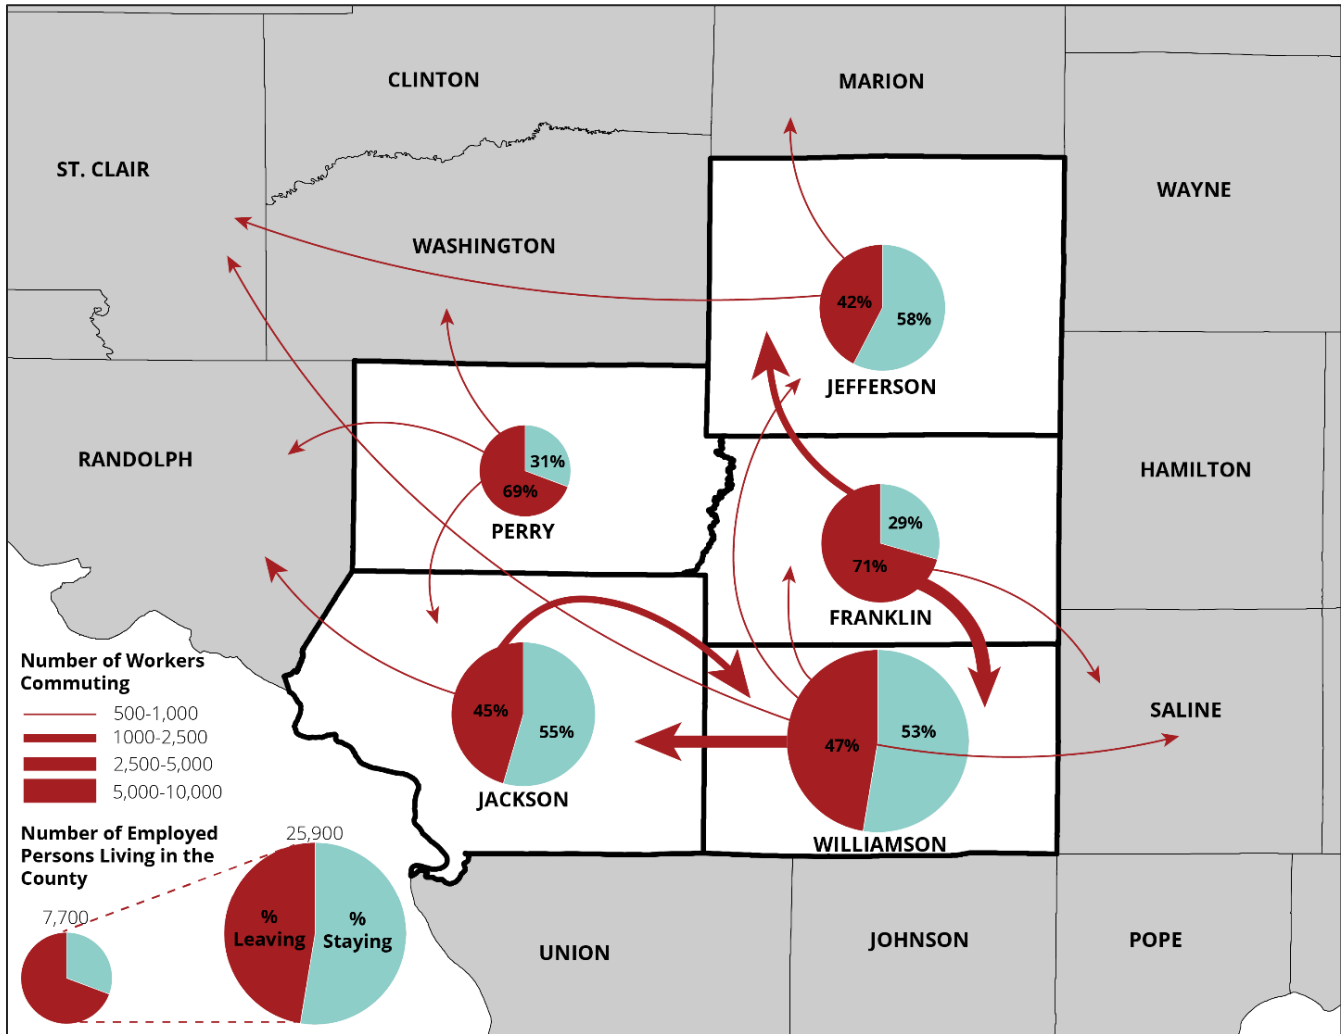 CLINTON
MARION
ST. CLAIR
WAYNE
WASHINGTON
42%
58%
JEFFERSON
RANDOLPH
31%
69%
PERRY
HAMILTON
29%
71%
FRANKLIN
Number of Workers
Commuting
500-1,000
1000-2,500
2,500-5,000
5,000-10,000
45%
55%
JACKSON
47%
53%
WILLIAMSON
SALINE
Number of Employed
Persons Living in the
County
7,700
25,900
%
Leaving
%
Staying
UNION
JOHNSON
POPE